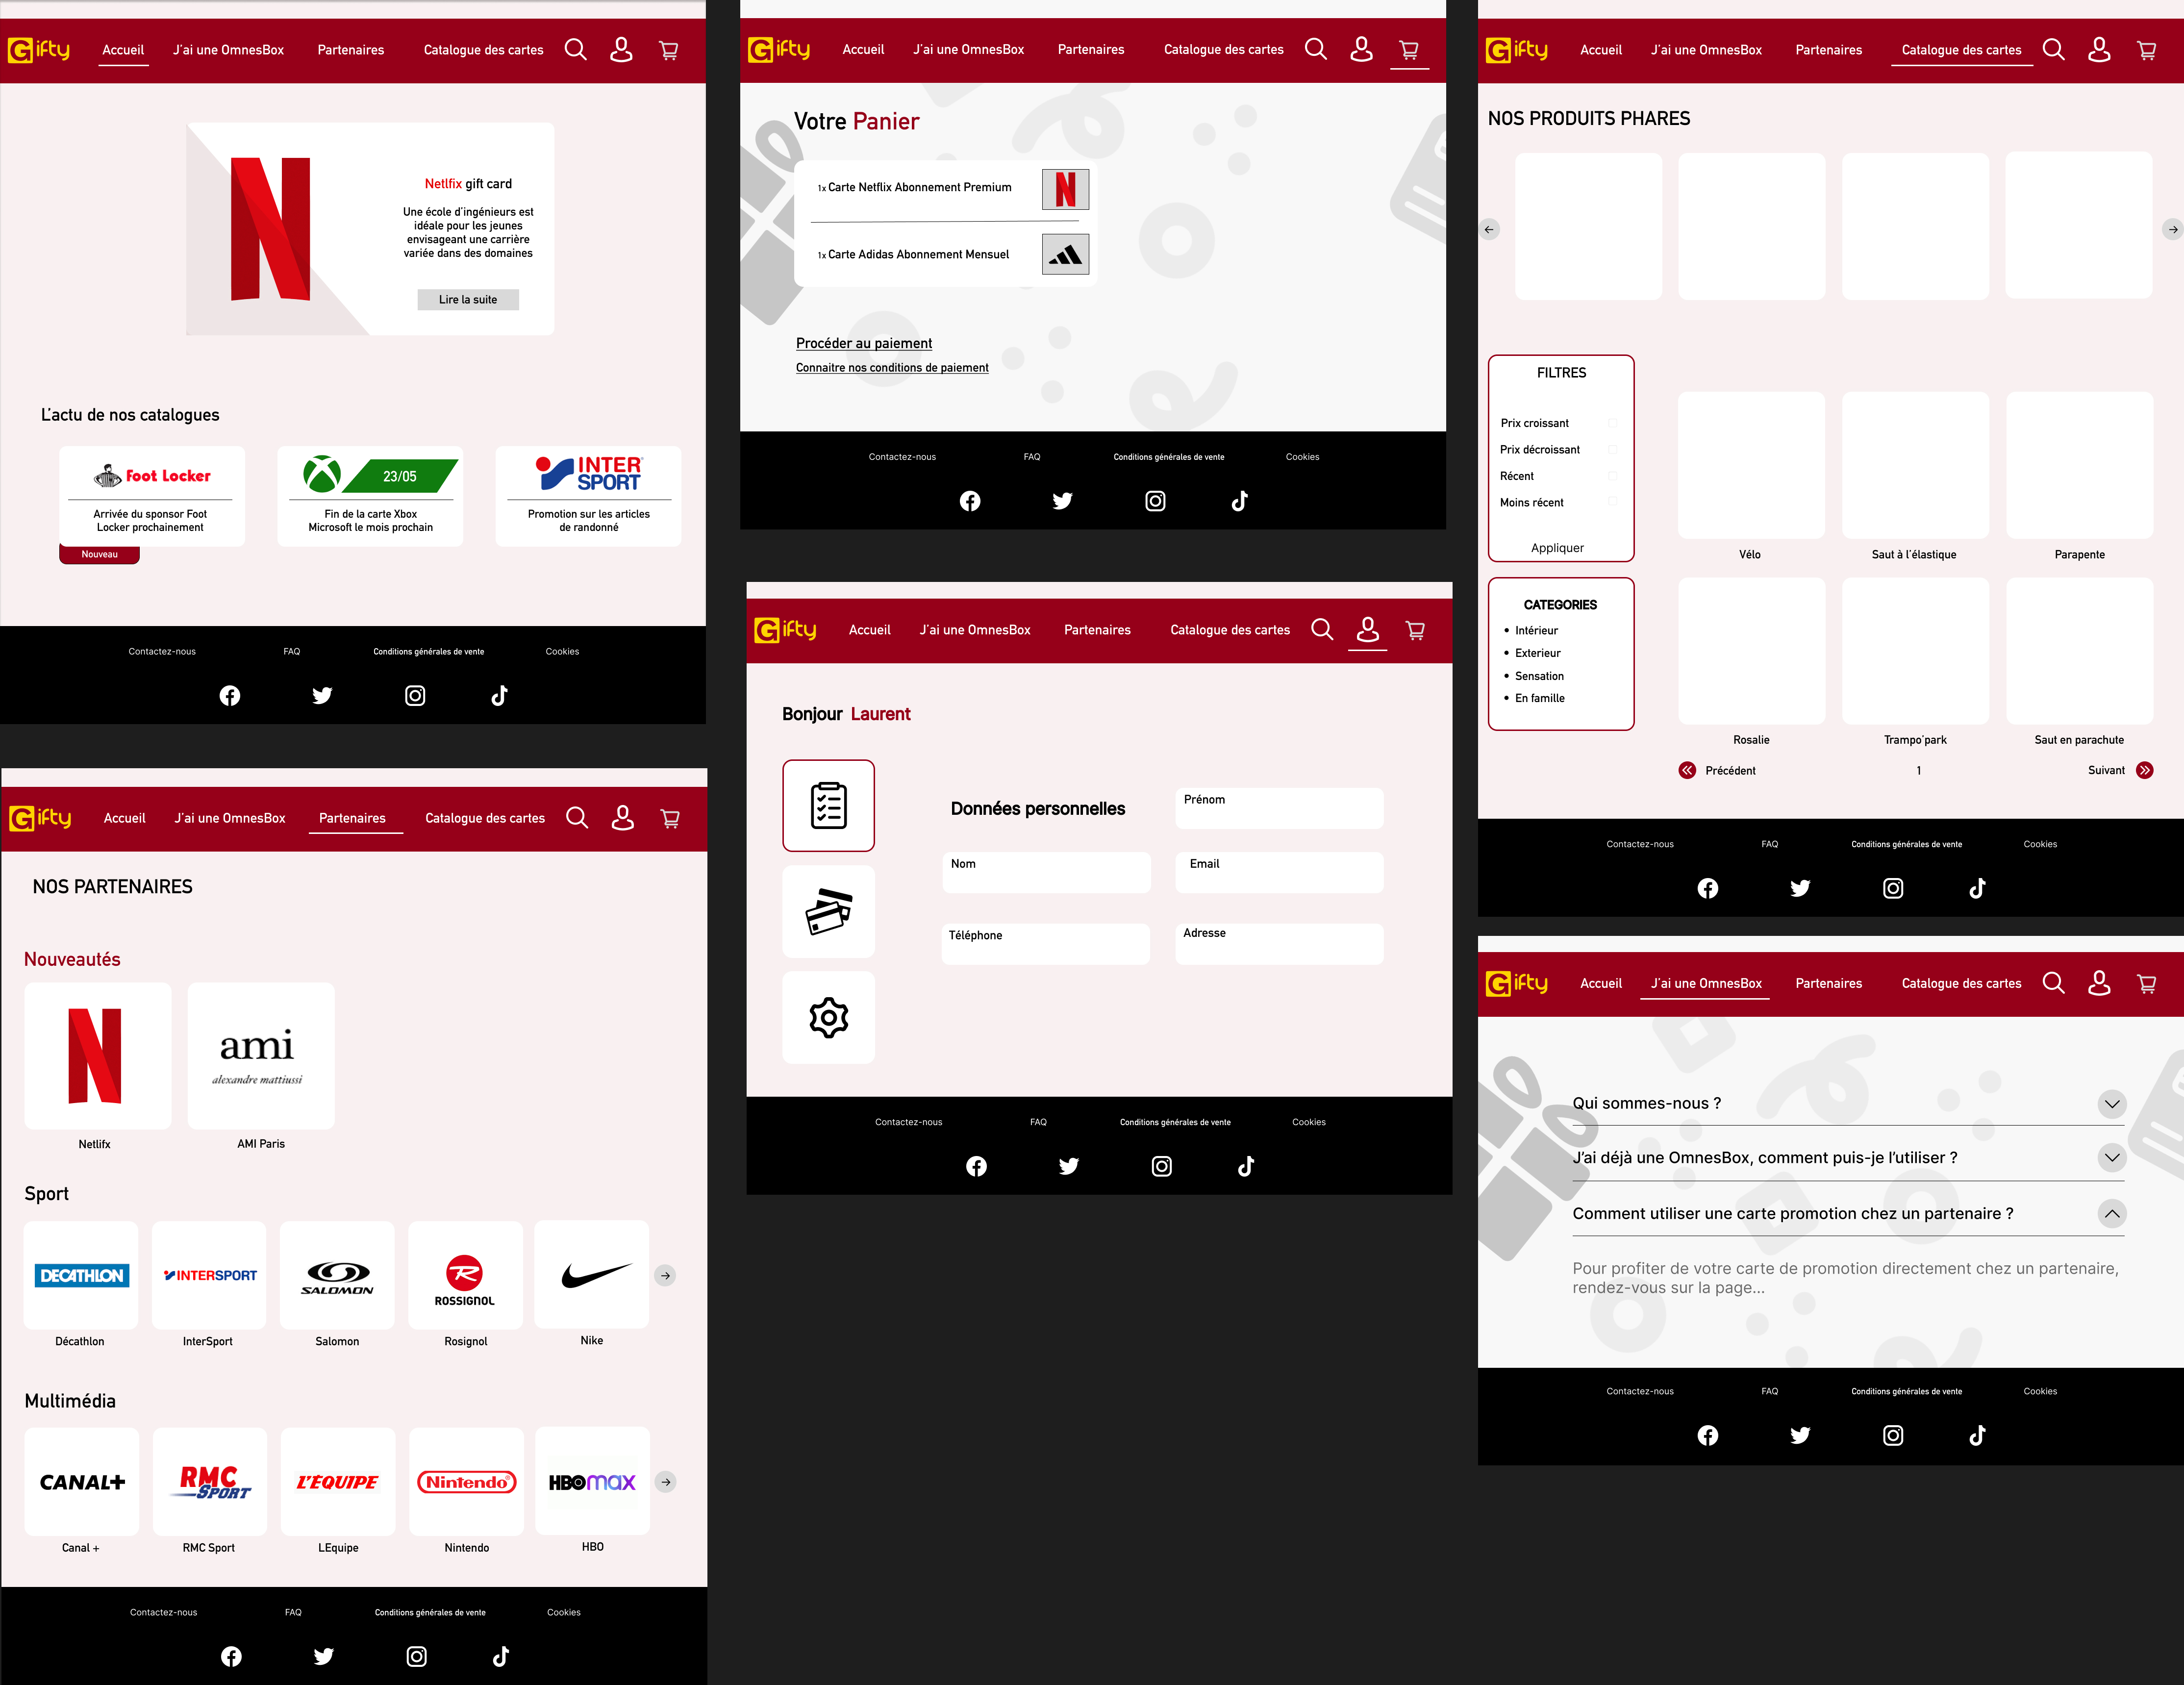 Gifty
Accueil
J'ai une OmnesBox
Partenaires
Catalogue des cartes
Netlfix gift card
Une école d'ingénieurs est
idéale pour les jeunes
envisageant une carrière
variée dans des domaines
Lire la suite
L'actu de nos catalogues
Foot Locker
Arrivée du sponsor Foot
Locker prochainement
Nouveau
23/05
Fin de la carte Xbox
Microsoft le mois prochain
INTER
SPORT
Promotion sur les articles
de randonné
Contactez-nous
FAQ
Conditions générales de vente
Cookies
Gifty
Accueil
J'ai une OmnesBox
Partenaires
Catalogue des cartes
NOS PARTENAIRES
Nouveautés
ami
alexandre mattiussi
Netlifx
AMI Paris
Sport
DECATHLON
INTERSPORT
SALOMON
ROSSIGNOL
Décathlon
InterSport
Salomon
Rosignol
Nike
Multimédia
CANAL+
RMC
SPORT
L'ÉQUIPE
Nintendo
HBOmax
Canal +
RMC Sport
LEquipe
Nintendo
HBO
Contactez-nous
FAQ
Conditions générales de vente
Cookies
Gifty
Accueil
J'ai une OmnesBox
Partenaires
Catalogue des cartes
Votre Panier
1x Carte Netflix Abonnement Premium
1x Carte Adidas Abonnement Mensuel
Procéder au paiement
Connaitre nos conditions de paiement
Contactez-nous
FAQ
Conditions générales de vente
Cookies
Gifty
Accueil
J'ai une OmnesBox
Partenaires
Catalogue des cartes
Bonjour Laurent
Données personnelles
Prénom
Nom
Email
Téléphone
Adresse
Contactez-nous
FAQ
Conditions générales de vente
Cookies
Gifty
Accueil
J'ai une OmnesBox
Partenaires
Catalogue des cartes
NOS PRODUITS PHARES
FILTRES
Prix croissant
Prix décroissant
Récent
Moins récent
Appliquer
CATEGORIES
• Intérieur
• Exterieur
• Sensation
• En famille
Vélo
Saut à l'élastique
Parapente
Rosalie
Trampo'park
Saut en parachute
Précédent
1
Suivant
Contactez-nous
FAQ
Conditions générales de vente
Cookies
Gifty
Accueil
J'ai une OmnesBox
Partenaires
Catalogue des cartes
Qui sommes-nous ?
J'ai déjà une OmnesBox, comment puis-je l'utiliser ?
Comment utiliser une carte promotion chez un partenaire ?
Pour profiter de votre carte de promotion directement chez un partenaire,
rendez-vous sur la page...
Contactez-nous
FAQ
Conditions générales de vente
Cookies